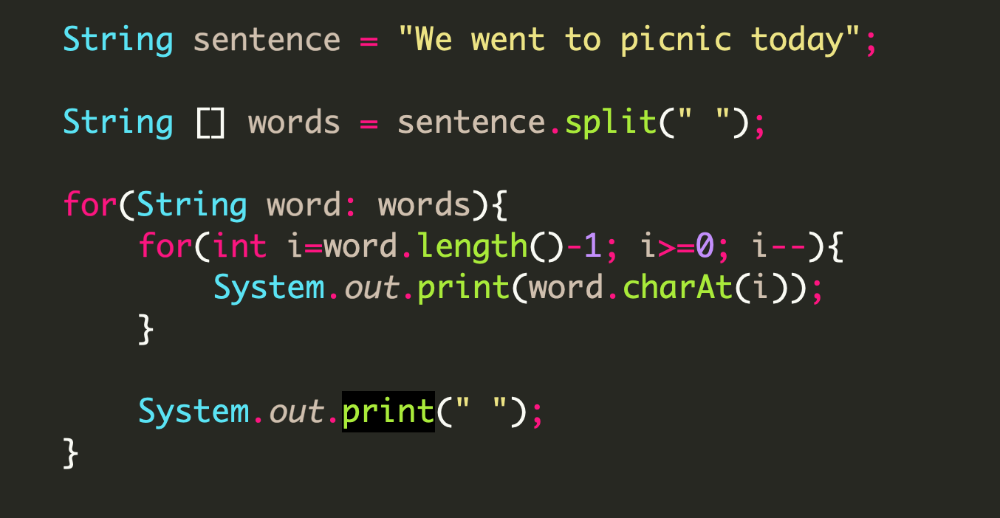 String sentence = "We went to picnic today";
String [] words = sentence.split(" ");
for(String word: words){
for(int i=word.length()-1; i>=0; i--){
System.out.print(word.charAt(i));
}
System.out.print(" ");
}